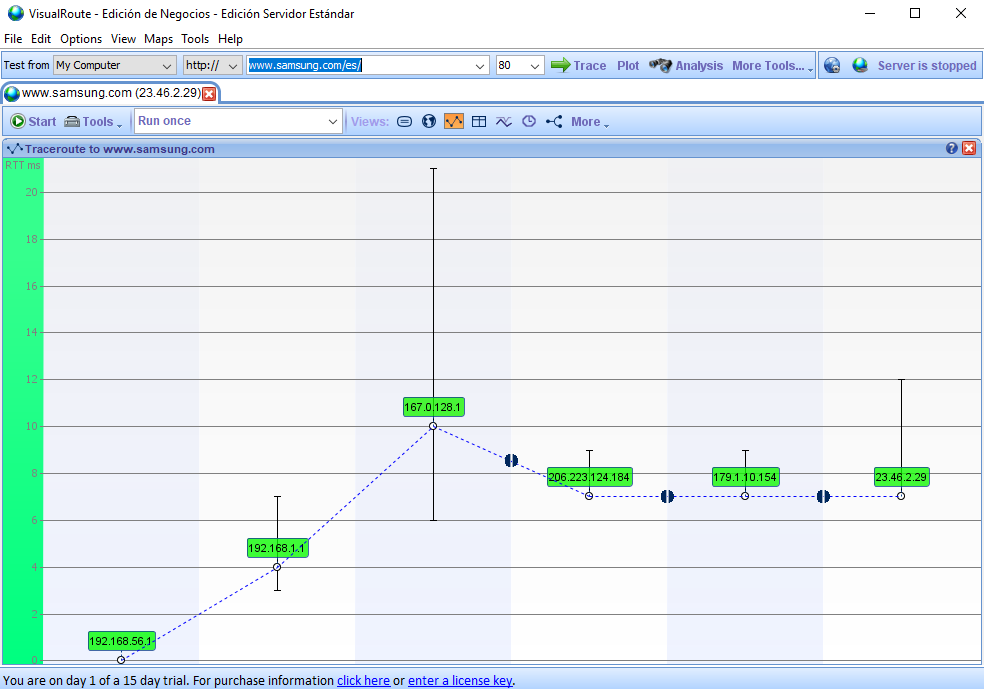 VisualRoute - Edición de Negocios - Edición Servidor Estándar
File Edit Options View Maps Tools Help
Test from My Computer http:// www.samsung.com/es/ 80 Trace Plot Analysis More Tools... Server is stopped
www.samsung.com (23.46.2.29)
Start Tools Run once Views: More
Traceroute to www.samsung.com
RTT ms
20
18
16
14
12
167.0.128.1
10
8
206.223.124.184 179.1.10.154 23.46.2.29
6
192.168.1.1
4
2
192.168.56.1
0
You are on day 1 of a 15 day trial. For purchase information click here or enter a license key.